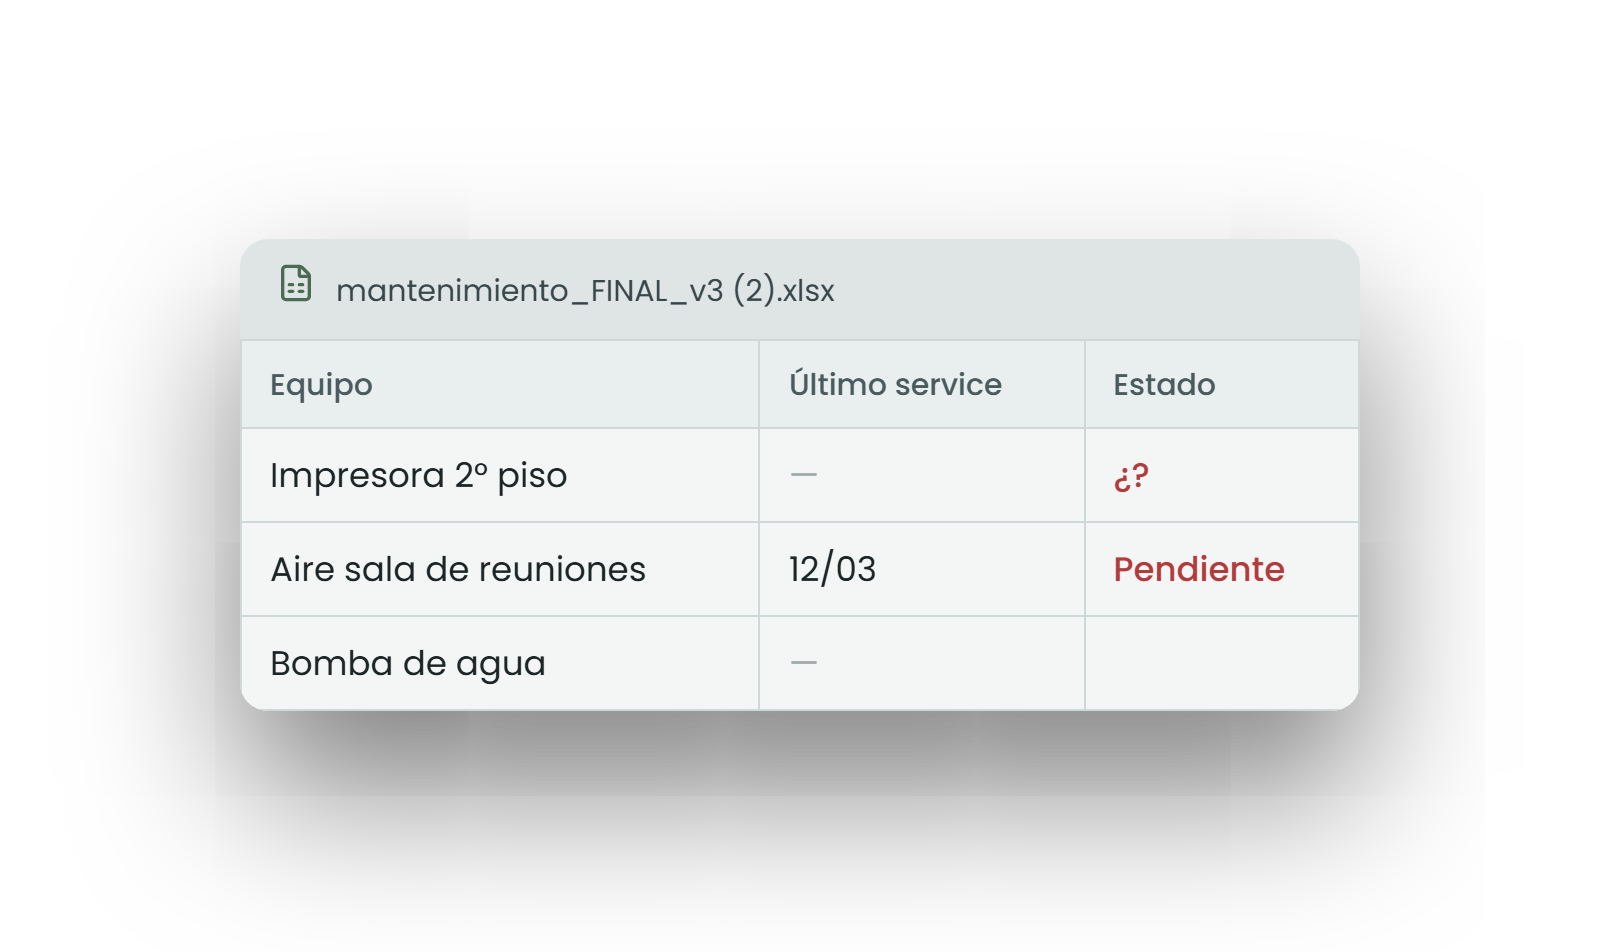 mantenimiento_FINAL_v3 (2).xlsx
Equipo Último service Estado
Impresora 2º piso — ¿?
Aire sala de reuniones 12/03 Pendiente
Bomba de agua —